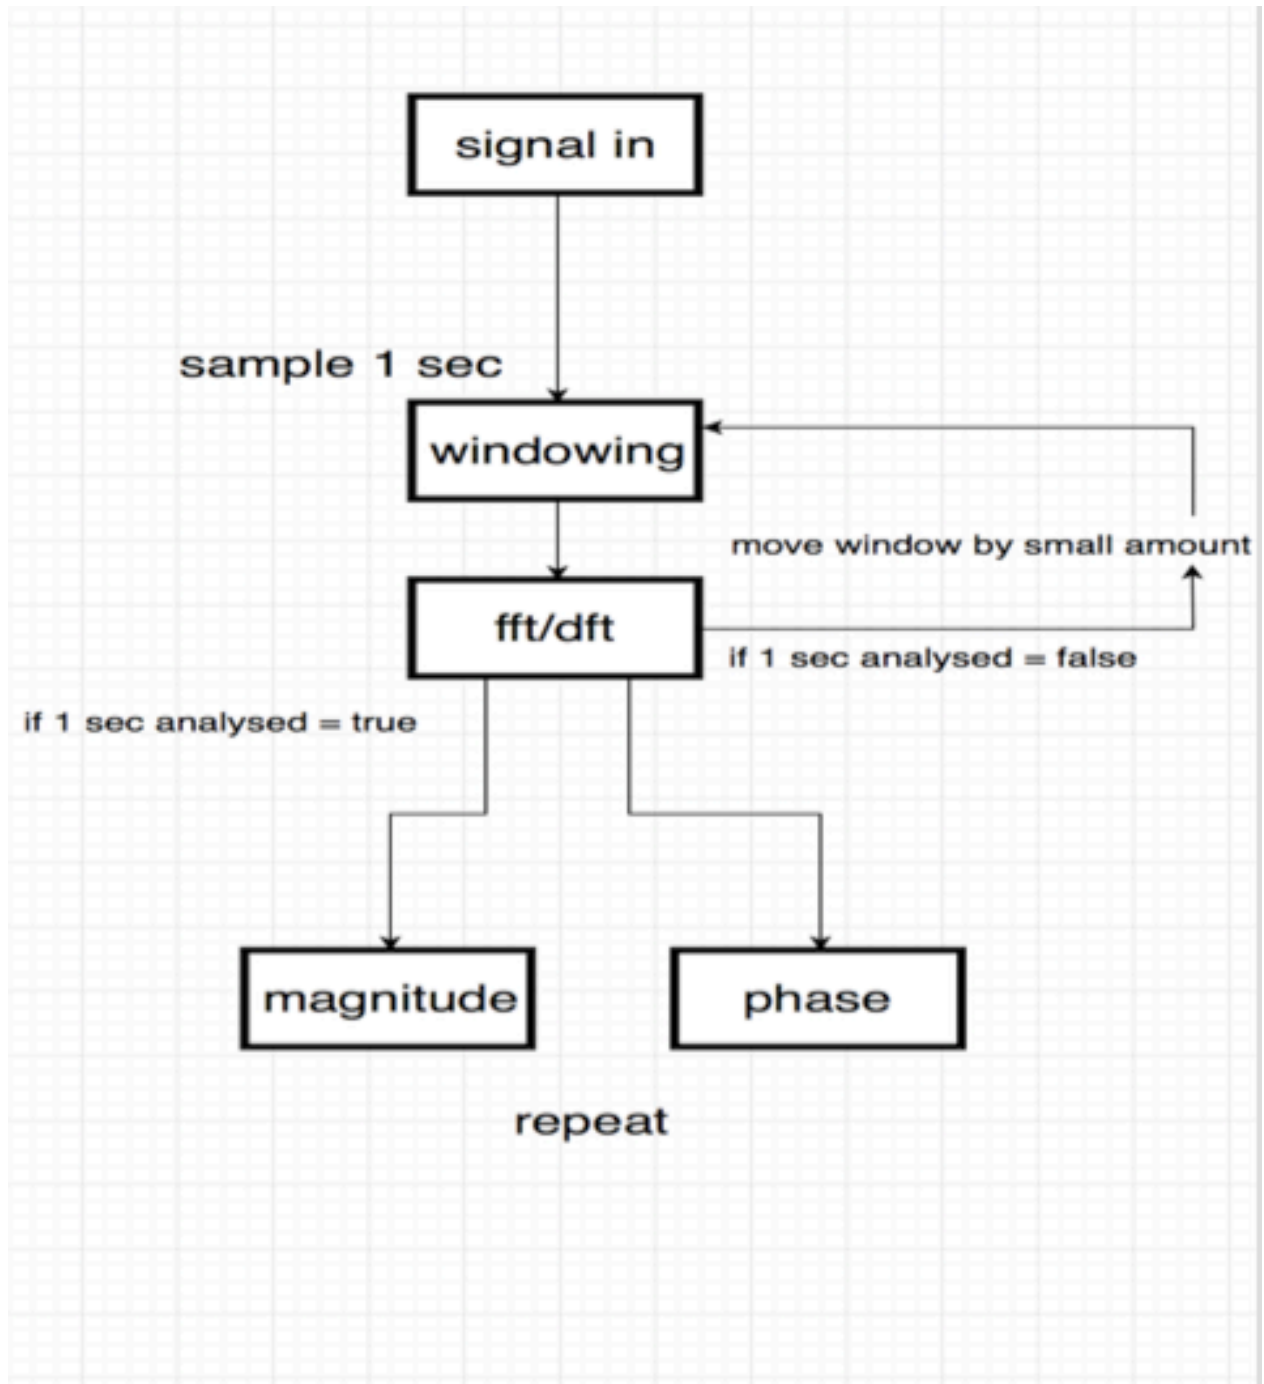 signal in
sample 1 sec
windowing
move window by small amount
fft/dft
if 1 sec analysed = false
if 1 sec analysed = true
magnitude
phase
repeat